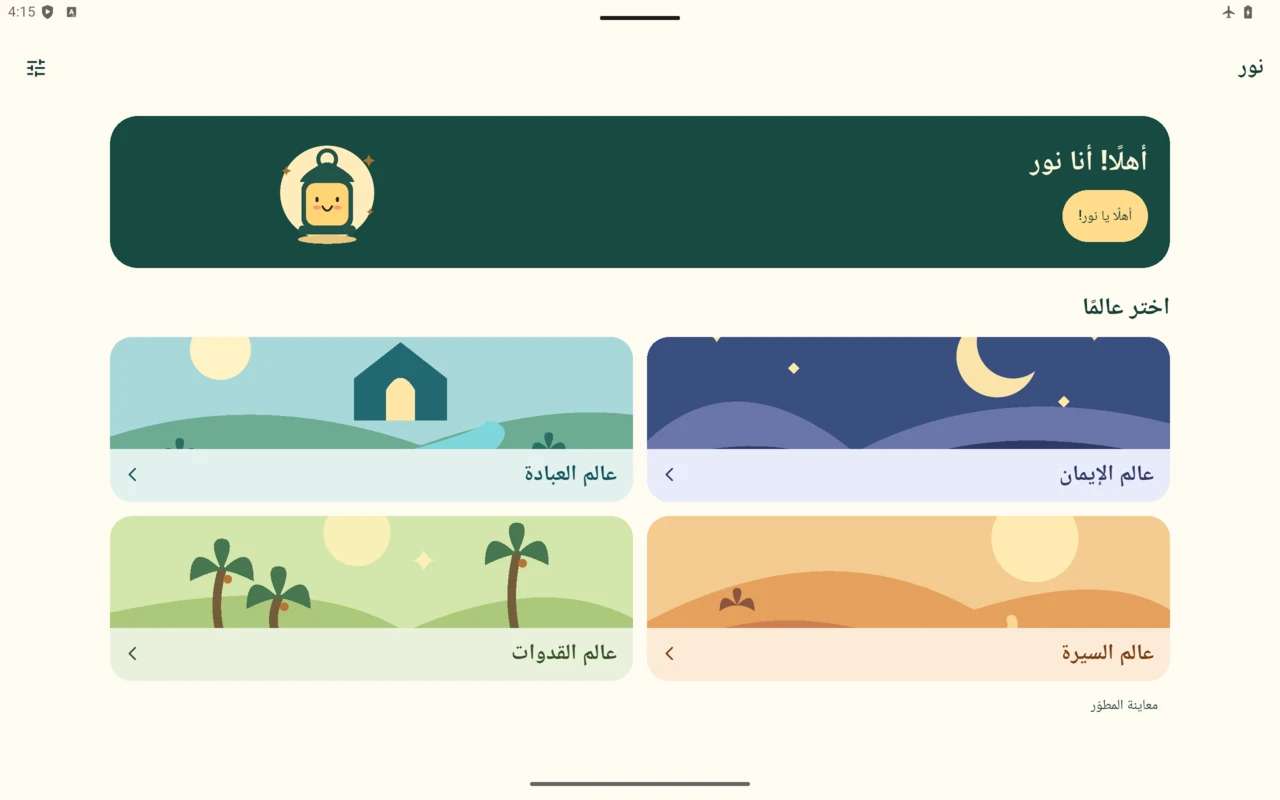 4:15
نور
أهلًا! أنا نور
أهلًا يا نور!
اختر عالمًا
عالم الإيمان
عالم العبادة
عالم السيرة
عالم القدوات
معاينة المطوّر